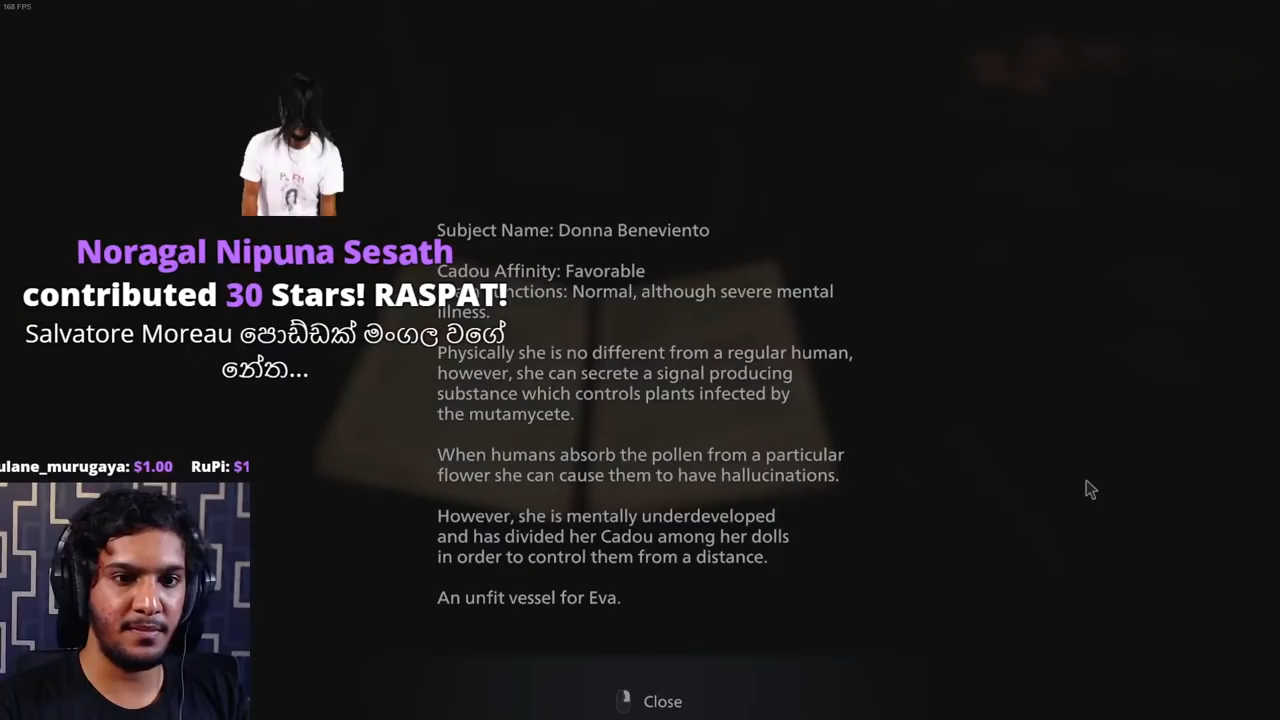 168 FPS
Subject Name: Donna Beneviento
Noragal Nipuna Sesath
contributed 30 Stars! RASPAT!
Salvatore Moreau පොඩ්ඩක් මංගල වගේ
නේත...
Cadou Affinity: Favorable
nctions: Normal, although severe mental
illness.
Physically she is no different from a regular human,
however, she can secrete a signal producing
substance which controls plants infected by
the mutamycete.
When humans absorb the pollen from a particular
flower she can cause them to have hallucinations.
However, she is mentally underdeveloped
and has divided her Cadou among her dolls
in order to control them from a distance.
An unfit vessel for Eva.
ulane_murugaya: $1.00 RuPi: $1
Close